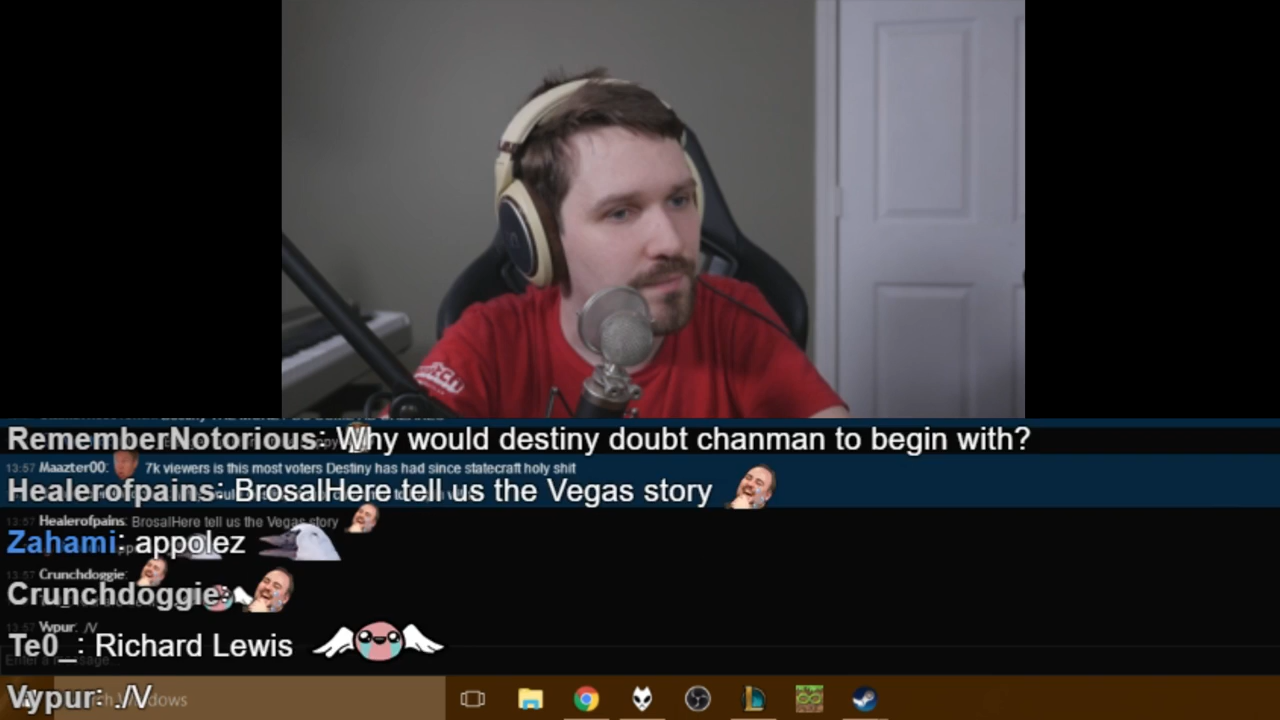 RememberNotorious: Why would destiny doubt chanman to begin with?
13:57 Maazter00: 7k viewers is this most voters Destiny has had since statecraft holy shit
Healerofpains: BrosalHere tell us the Vegas story
13:57 Healerofpains: BrosalHere tell us the Vegas story
Zahami: appolez
13:57 Crunchdoggie:
Crunchdoggie:
13:57 Vypur: /V
Te0_: Richard Lewis
Enter a message...
Vypur: /V